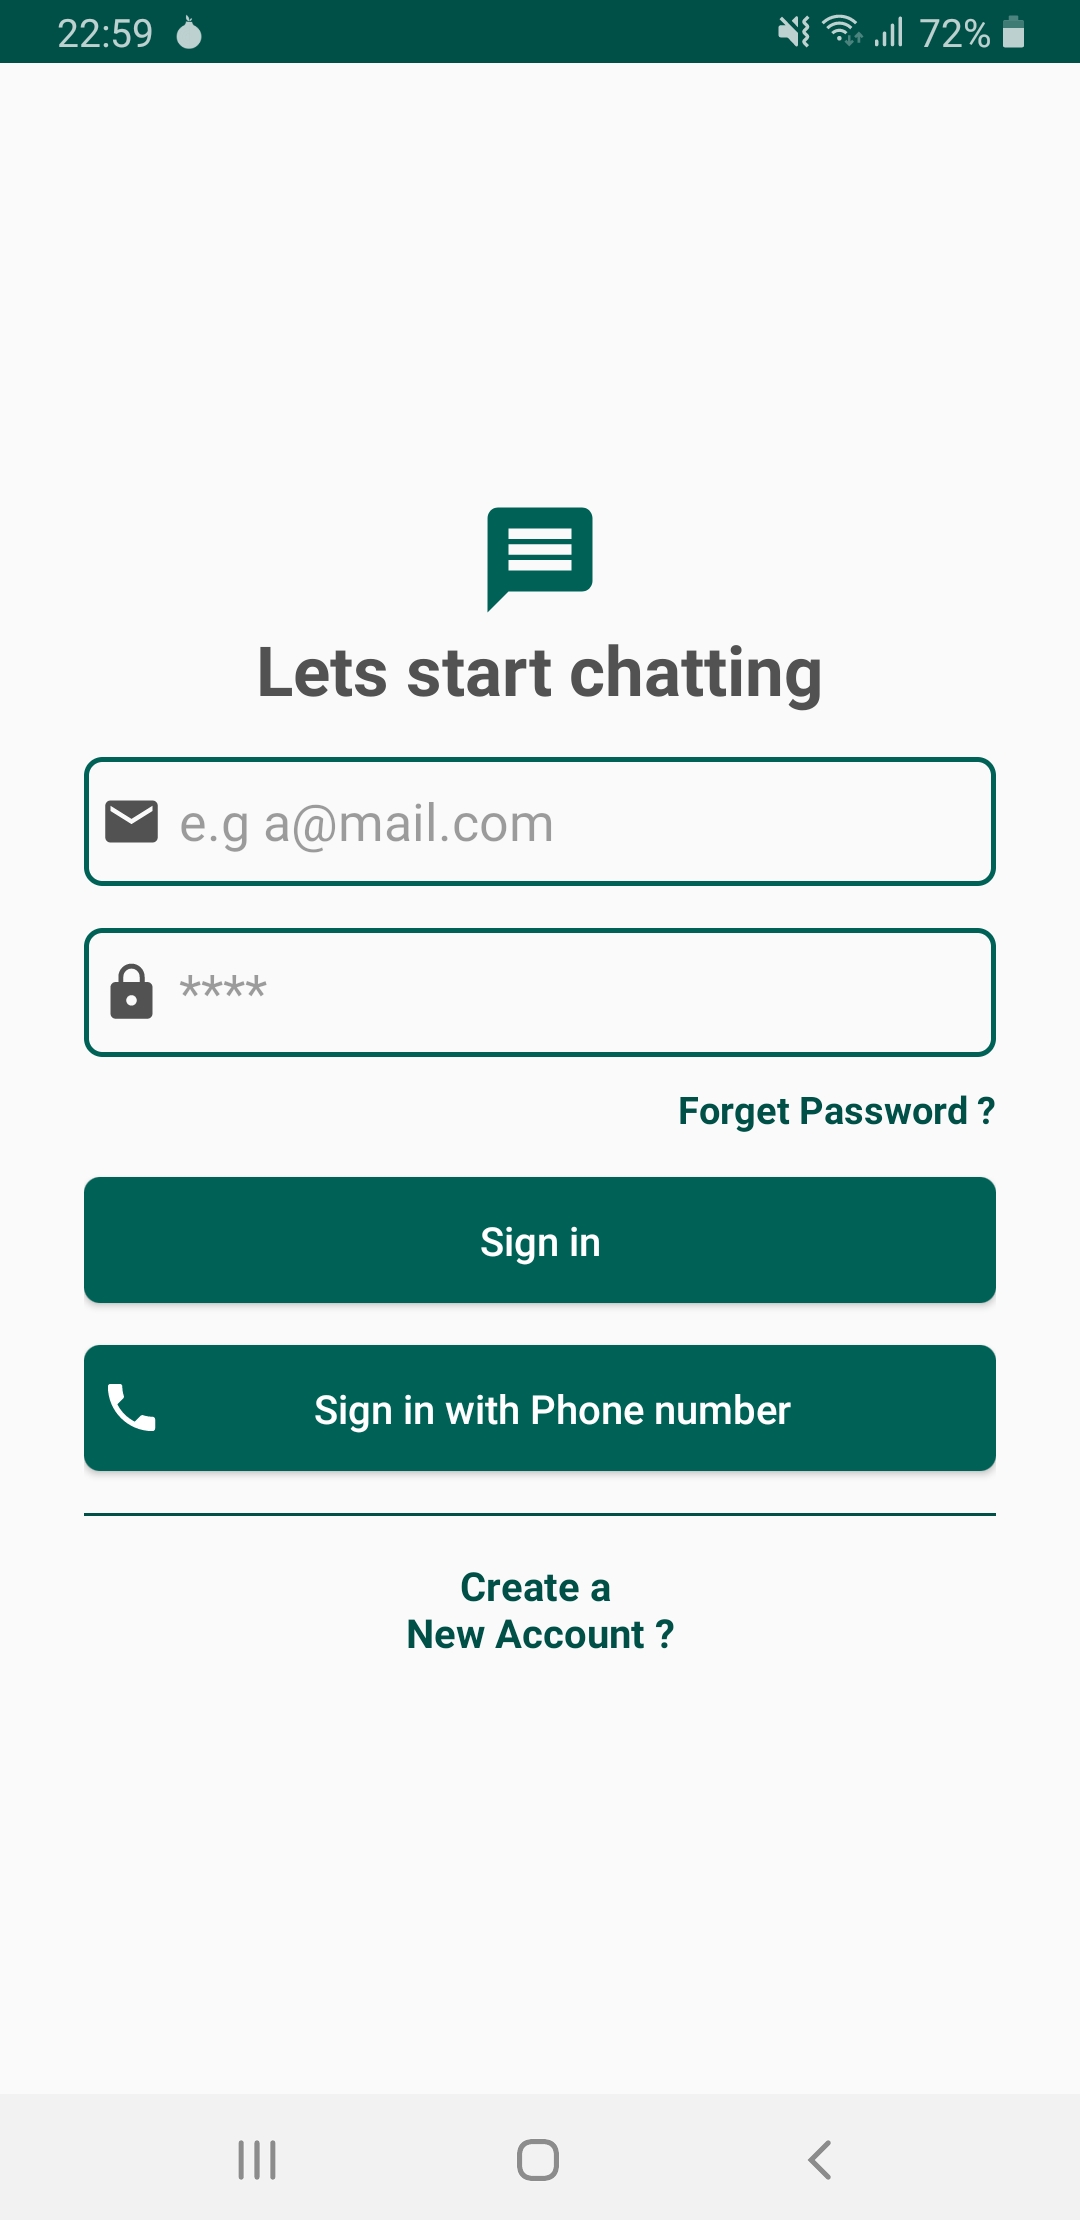 22:59 72%
Lets start chatting
e.g a@mail.com
****
Forget Password ?
Sign in
Sign in with Phone number
Create a
New Account ?